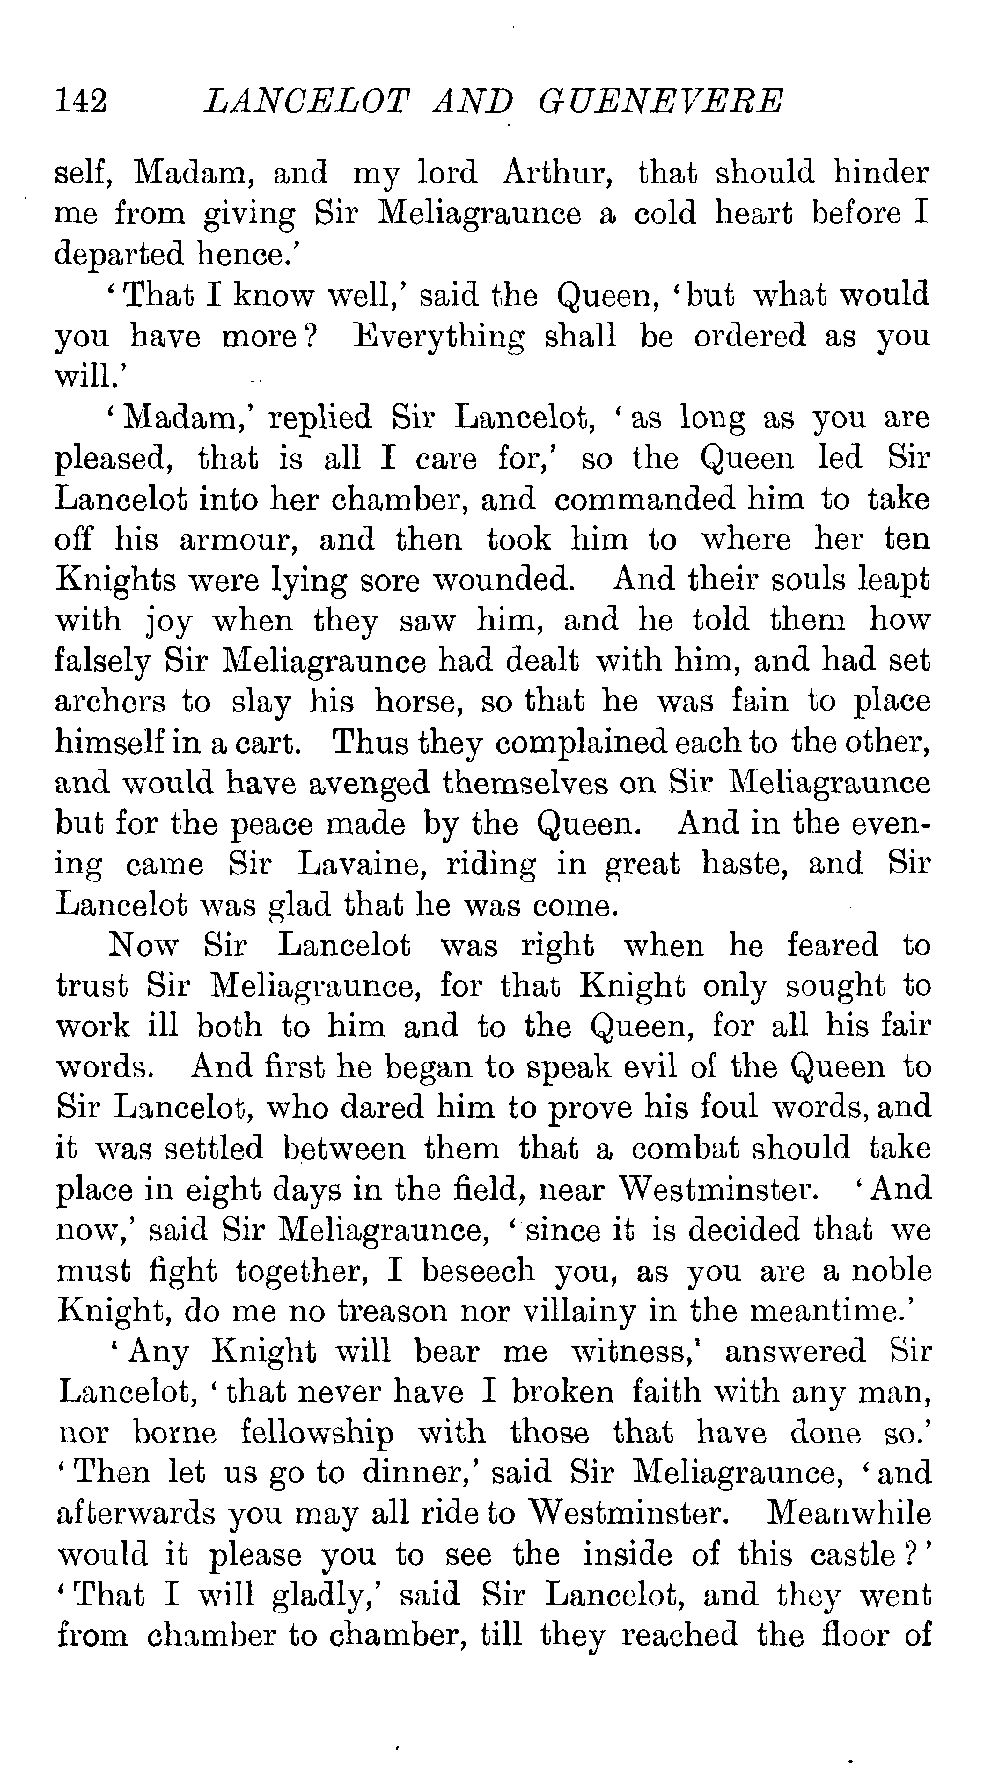 142 LANCELOT AND GUENEVERE
self, Madam, and my lord Arthur, that should hinder
me from giving Sir Meliagraunce a cold heart before I
departed hence.’
‘That I know well,’ said the Queen, ‘but what would
you have more? Everything shall be ordered as you
will.’
‘Madam,’ replied Sir Lancelot, ‘as long as you are
pleased, that is all I care for,’ so the Queen led Sir
Lancelot into her chamber, and commanded him to take
off his armour, and then took him to where her ten
Knights were lying sore wounded. And their souls leapt
with joy when they saw him, and he told them how
falsely Sir Meliagraunce had dealt with him, and had set
archers to slay his horse, so that he was fain to place
himself in a cart. Thus they complained each to the other,
and would have avenged themselves on Sir Meliagraunce
but for the peace made by the Queen. And in the even-
ing came Sir Lavaine, riding in great haste, and Sir
Lancelot was glad that he was come.
Now Sir Lancelot was right when he feared to
trust Sir Meliagraunce, for that Knight only sought to
work ill both to him and to the Queen, for all his fair
words. And first he began to speak evil of the Queen to
Sir Lancelot, who dared him to prove his foul words, and
it was settled between them that a combat should take
place in eight days in the field, near Westminster. ‘And
now,’ said Sir Meliagraunce, ‘since it is decided that we
must fight together, I beseech you, as you are a noble
Knight, do me no treason nor villainy in the meantime.’
‘Any Knight will bear me witness,’ answered Sir
Lancelot, ‘that never have I broken faith with any man,
nor borne fellowship with those that have done so.’
‘Then let us go to dinner,’ said Sir Meliagraunce, ‘and
afterwards you may all ride to Westminster. Meanwhile
would it please you to see the inside of this castle?’
‘That I will gladly,’ said Sir Lancelot, and they went
from chamber to chamber, till they reached the floor of